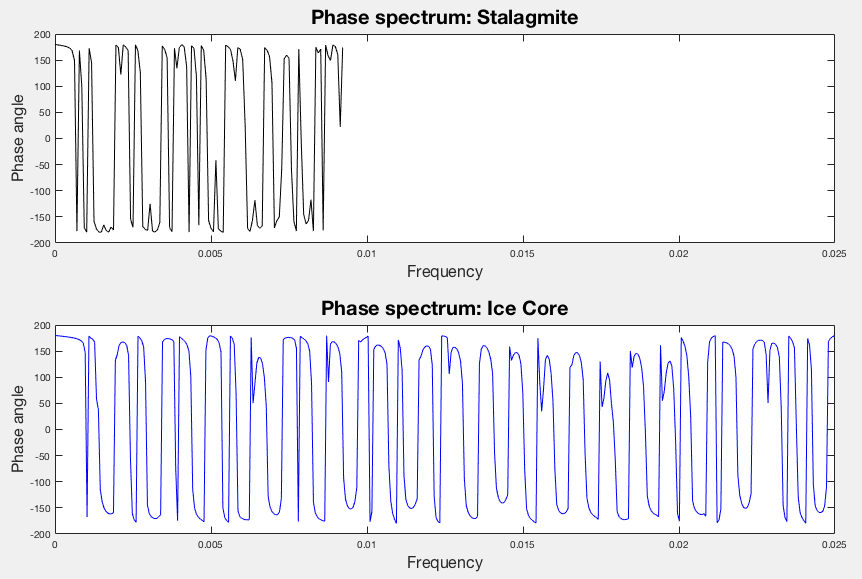 Phase spectrum: Stalagmite
200
150
100
50
0
-50
-100
-150
-200
Phase angle
0 0.005 0.01 0.015 0.02 0.025
Frequency
Phase spectrum: Ice Core
200
150
100
50
0
-50
-100
-150
-200
Phase angle
0 0.005 0.01 0.015 0.02 0.025
Frequency